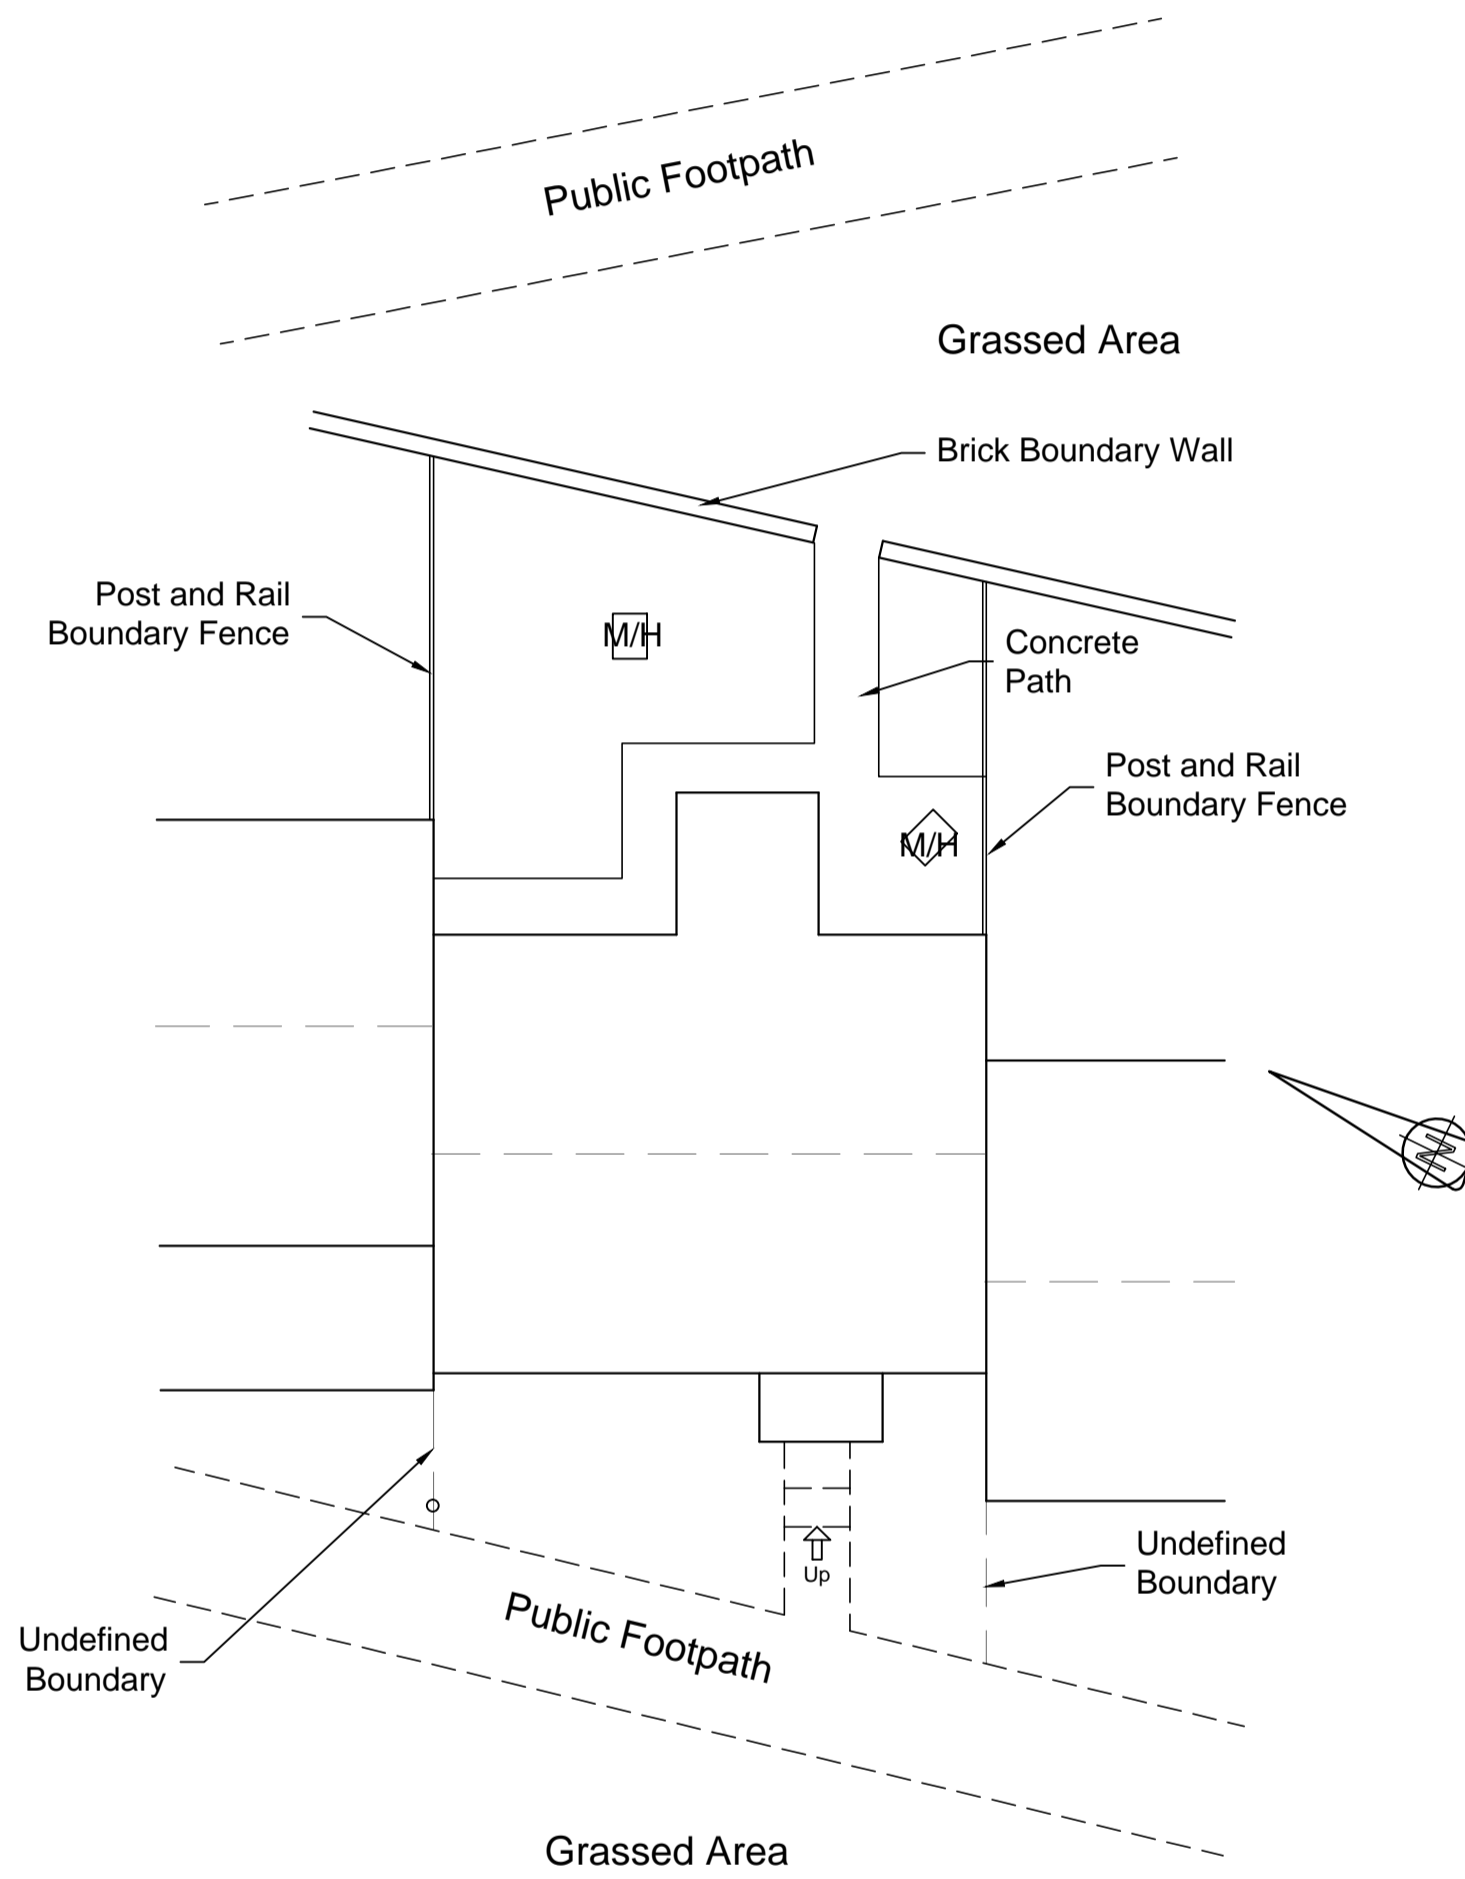 Public Footpath
Grassed Area
Brick Boundary Wall
Post and Rail
Boundary Fence
M/H
Concrete
Path
Post and Rail
Boundary Fence
M/H
N
Up
Undefined
Boundary
Public Footpath
Undefined
Boundary
Grassed Area